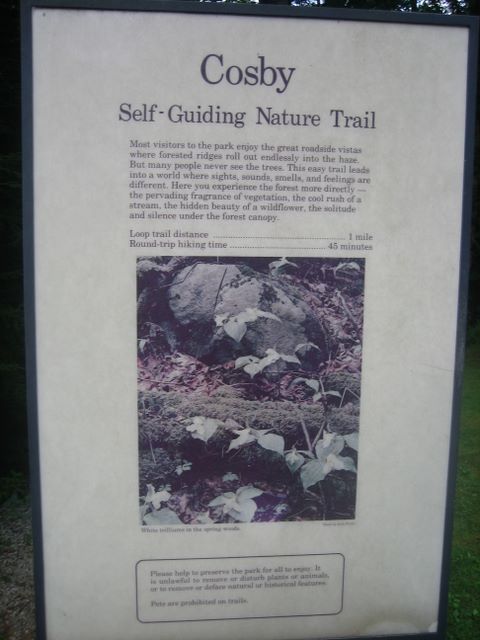 Cosby
Self-Guiding Nature Trail
Most visitors to the park enjoy the great roadside vistas
where forested ridges roll out endlessly into the haze.
But many people never see the trees. This easy trail leads
into a world where sights, sounds, smells, and feelings are
different. Here you experience the forest more directly —
the pervading fragrance of vegetation, the cool rush of a
stream, the hidden beauty of a wildflower, the solitude
and silence under the forest canopy.
Loop trail distance ................................................ 1 mile
Round-trip hiking time ............................. 45 minutes
White trilliums in the spring woods.
Please help to preserve the park for all to enjoy. It
is unlawful to remove or disturb plants or animals,
or to remove or deface natural or historical features.
Pets are prohibited on trails.